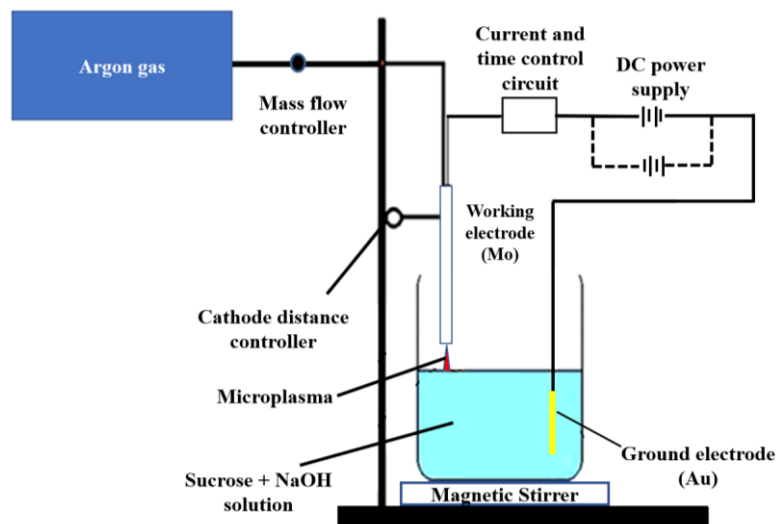 Argon gas
Mass flow
controller
Current and
time control
circuit
DC power
supply
Working
electrode
(Mo)
Cathode distance
controller
Microplasma
Sucrose + NaOH
solution
Ground electrode
(Au)
Magnetic Stirrer